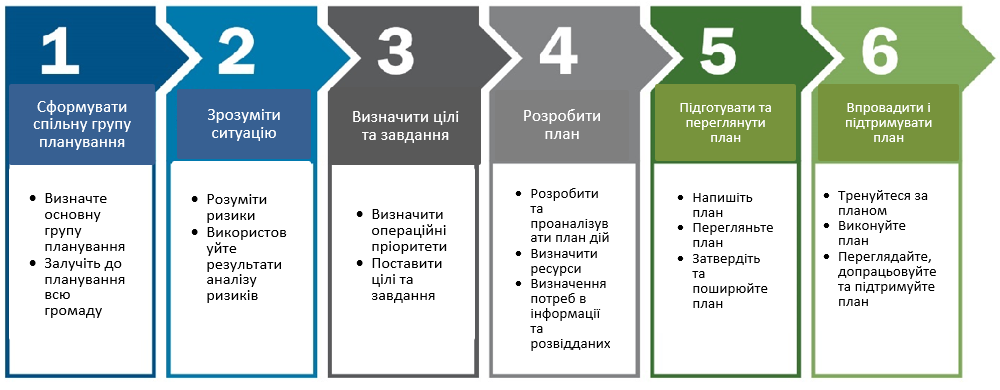 1
Сформувати
спільну групу
планування
• Визначте
основну
групу
планування
• Залучіть до
планування
всю
громаду
2
Зрозуміти
ситуацію
• Розуміти
ризики
• Використов
уйте
результати
аналізу
ризиків
3
Визначити цілі
та завдання
• Визначити
операційні
пріоритети
• Поставити
цілі та
завдання
4
Розробити
план
• Розробити
та
проаналізув
ати план дій
• Визначити
ресурси
• Визначення
потреб в
інформації
та
розвідданих
5
Підготувати та
переглянути
план
• Напишіть
план
• Перегляньте
план
• Затвердіть
та
поширюйте
план
6
Впровадити і
підтримувати
план
• Тренуйтеся за
планом
• Виконуйте
план
• Переглядайте,
допрацьовуйте
та підтримуйте
план